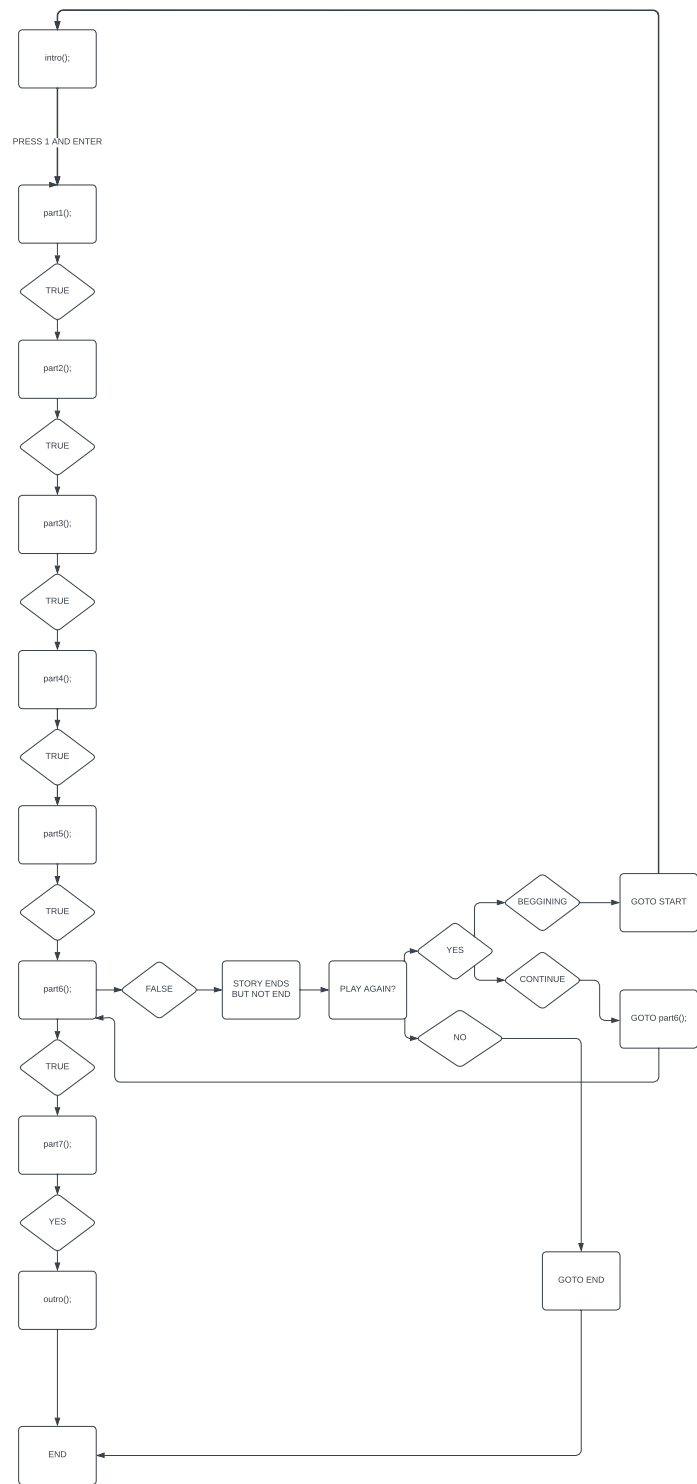 intro();
PRESS 1 AND ENTER
part1();
TRUE
part2();
TRUE
part3();
TRUE
part4();
TRUE
part5();
TRUE
BEGGINING
GOTO START
YES
part6();
FALSE
STORY ENDS
BUT NOT END
PLAY AGAIN?
CONTINUE
GOTO part6();
NO
TRUE
part7();
YES
outro();
GOTO END
END